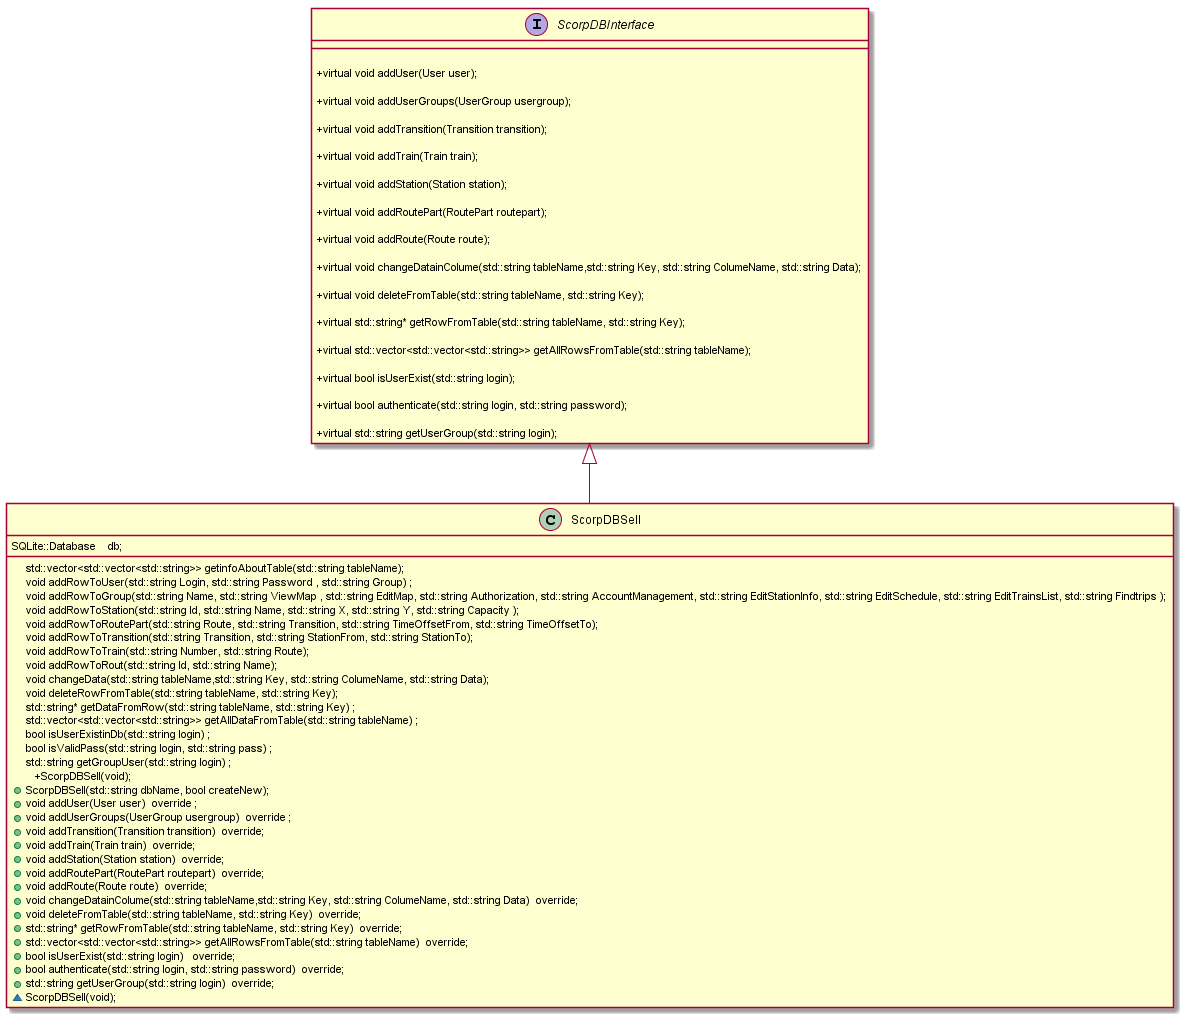 I ScorpDBInterface
+virtual void addUser(User user);
+virtual void addUserGroups(UserGroup usergroup);
+virtual void addTransition(Transition transition);
+virtual void addTrain(Train train);
+virtual void addStation(Station station);
+virtual void addRoutePart(RoutePart routepart);
+virtual void addRoute(Route route);
+virtual void changeDatainColume(std::string tableName,std::string Key, std::string ColumeName, std::string Data);
+virtual void deleteFromTable(std::string tableName, std::string Key);
+virtual std::string* getRowFromTable(std::string tableName, std::string Key);
+virtual std::vector<std::vector<std::string>> getAllRowsFromTable(std::string tableName);
+virtual bool isUserExist(std::string login);
+virtual bool authenticate(std::string login, std::string password);
+virtual std::string getUserGroup(std::string login);
C ScorpDBSell
SQLite::Database    db;
std::vector<std::vector<std::string>> getinfoAboutTable(std::string tableName);
void addRowToUser(std::string Login, std::string Password , std::string Group) ;
void addRowToGroup(std::string Name, std::string ViewMap , std::string EditMap, std::string Authorization, std::string AccountManagement, std::string EditStationInfo, std::string EditSchedule, std::string EditTrainsList, std::string Findtrips );
void addRowToStation(std::string Id, std::string Name, std::string X, std::string Y, std::string Capacity );
void addRowToRoutePart(std::string Route, std::string Transition, std::string TimeOffsetFrom, std::string TimeOffsetTo);
void addRowToTransition(std::string Transition, std::string StationFrom, std::string StationTo);
void addRowToTrain(std::string Number, std::string Route);
void addRowToRout(std::string Id, std::string Name);
void changeData(std::string tableName,std::string Key, std::string ColumeName, std::string Data);
void deleteRowFromTable(std::string tableName, std::string Key);
std::string* getDataFromRow(std::string tableName, std::string Key) ;
std::vector<std::vector<std::string>> getAllDataFromTable(std::string tableName) ;
bool isUserExistinDb(std::string login) ;
bool isValidPass(std::string login, std::string pass) ;
std::string getGroupUser(std::string login) ;
+ScorpDBSell(void);
ScorpDBSell(std::string dbName, bool createNew);
void addUser(User user)  override ;
void addUserGroups(UserGroup usergroup)  override ;
void addTransition(Transition transition)  override;
void addTrain(Train train)  override;
void addStation(Station station)  override;
void addRoutePart(RoutePart routepart)  override;
void addRoute(Route route)  override;
void changeDatainColume(std::string tableName,std::string Key, std::string ColumeName, std::string Data)  override;
void deleteFromTable(std::string tableName, std::string Key)  override;
std::string* getRowFromTable(std::string tableName, std::string Key)  override;
std::vector<std::vector<std::string>> getAllRowsFromTable(std::string tableName)  override;
bool isUserExist(std::string login)   override;
bool authenticate(std::string login, std::string password)  override;
std::string getUserGroup(std::string login)  override;
ScorpDBSell(void);